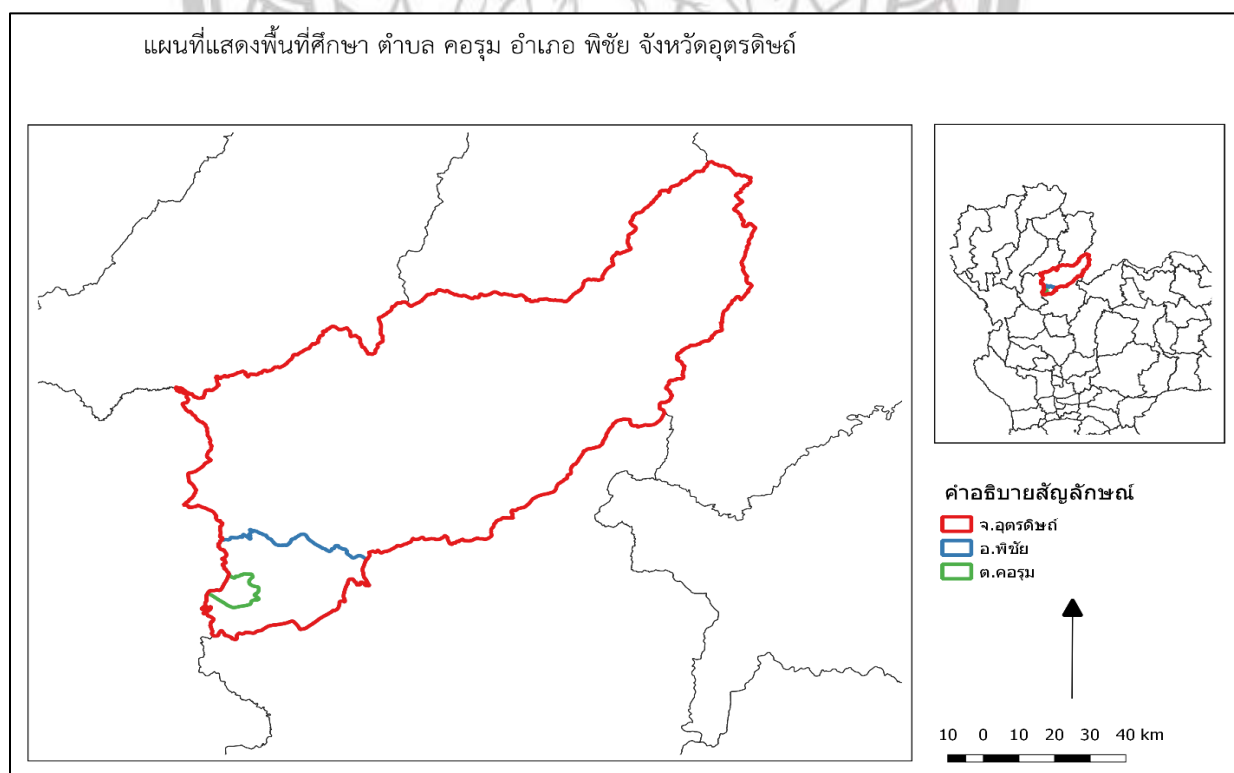 แผนที่แสดงพื้นที่ศึกษา ตำบล คอรุม อำเภอ พิชัย จังหวัดอุตรดิษถ์
คำอธิบายสัญลักษณ์
จ.อุตรดิษถ์
อ.พิชัย
ต.คอรุม
10 0 10 20 30 40 km